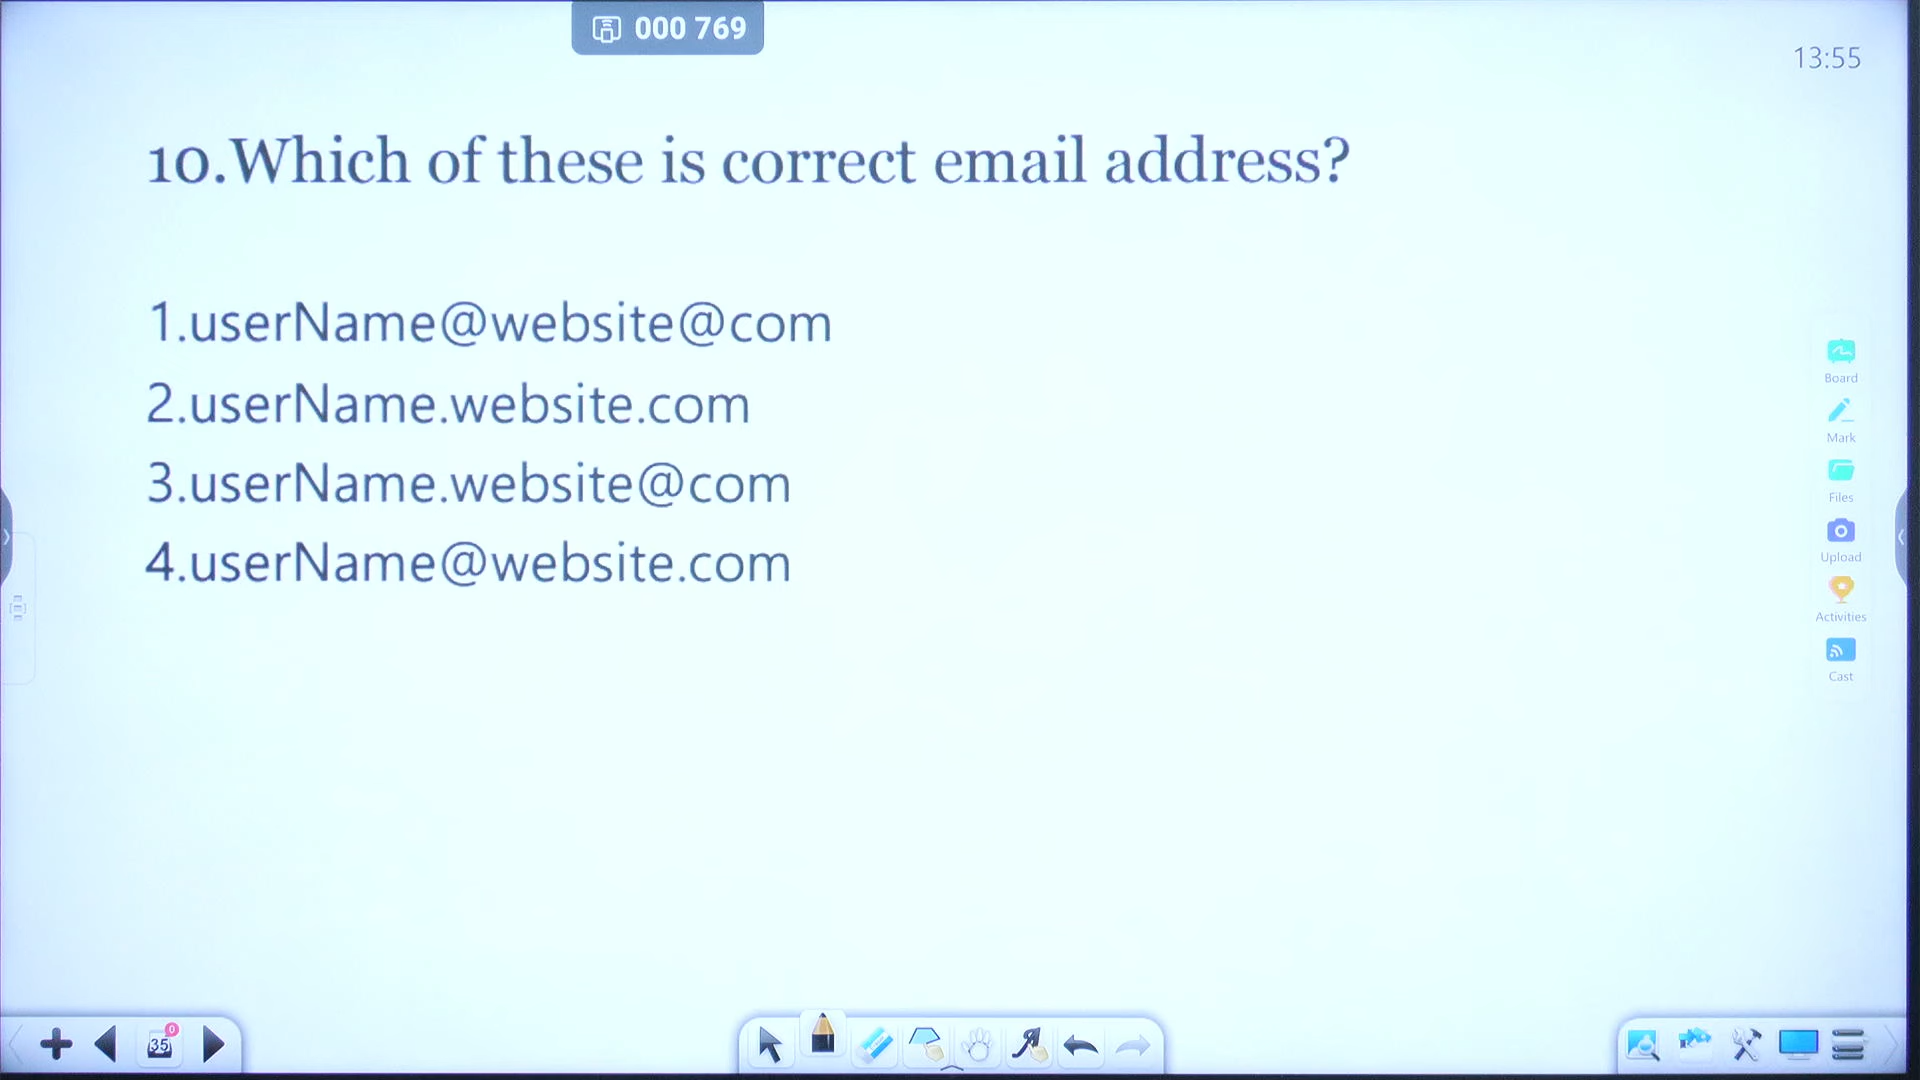 000 769
13:55
10.Which of these is correct email address?
1.userName@website@com
2.userName.website.com
3.userName.website@com
4.userName@website.com
Board
Mark
Files
Upload
Activities
Cast
0
35